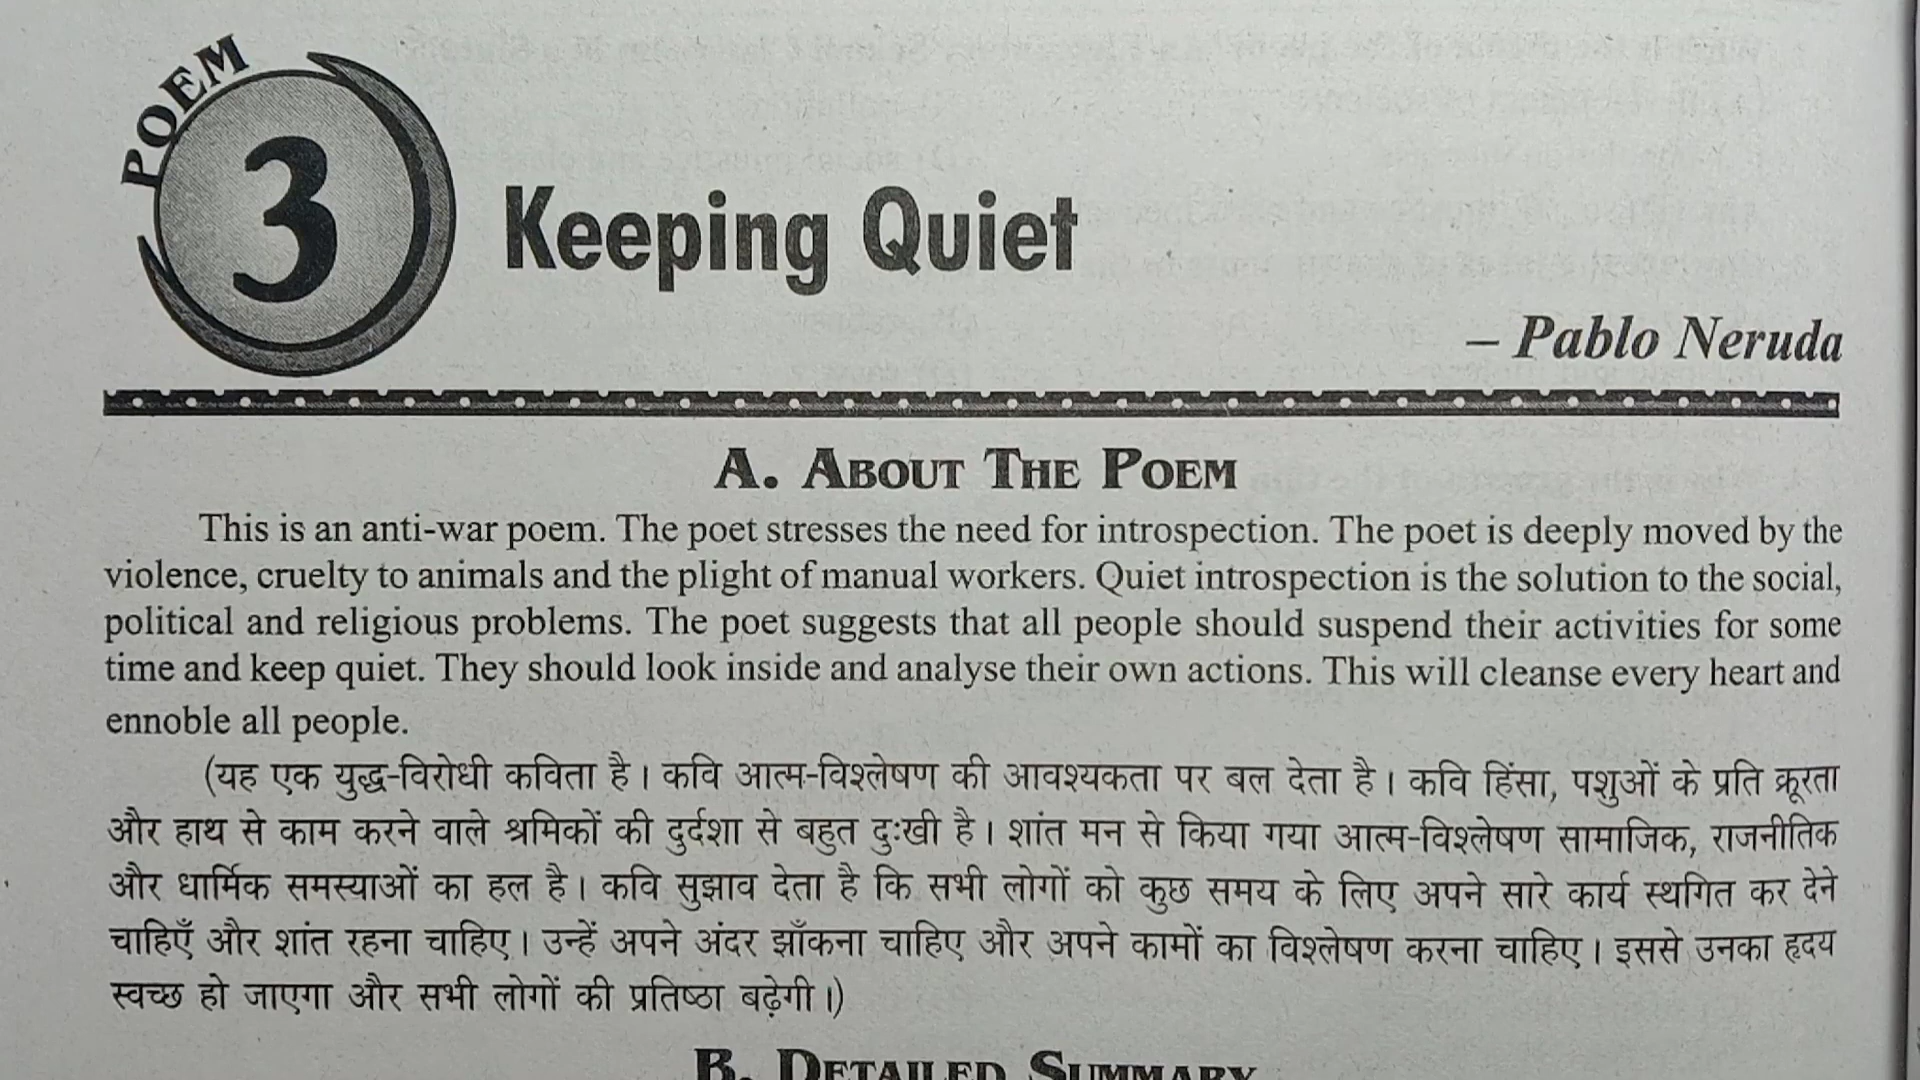 POEM
3
Keeping Quiet
– Pablo Neruda
A. ABOUT THE POEM
This is an anti-war poem. The poet stresses the need for introspection. The poet is deeply moved by the
violence, cruelty to animals and the plight of manual workers. Quiet introspection is the solution to the social,
political and religious problems. The poet suggests that all people should suspend their activities for some
time and keep quiet. They should look inside and analyse their own actions. This will cleanse every heart and
ennoble all people.
(यह एक युद्ध-विरोधी कविता है। कवि आत्म-विश्लेषण की आवश्यकता पर बल देता है। कवि हिंसा, पशुओं के प्रति क्रूरता
और हाथ से काम करने वाले श्रमिकों की दुर्दशा से बहुत दुःखी है। शांत मन से किया गया आत्म-विश्लेषण सामाजिक, राजनीतिक
और धार्मिक समस्याओं का हल है। कवि सुझाव देता है कि सभी लोगों को कुछ समय के लिए अपने सारे कार्य स्थगित कर देने
चाहिएँ और शांत रहना चाहिए। उन्हें अपने अंदर झाँकना चाहिए और अपने कामों का विश्लेषण करना चाहिए। इससे उनका हृदय
स्वच्छ हो जाएगा और सभी लोगों की प्रतिष्ठा बढ़ेगी।)
B. DETAILED SUMMARY